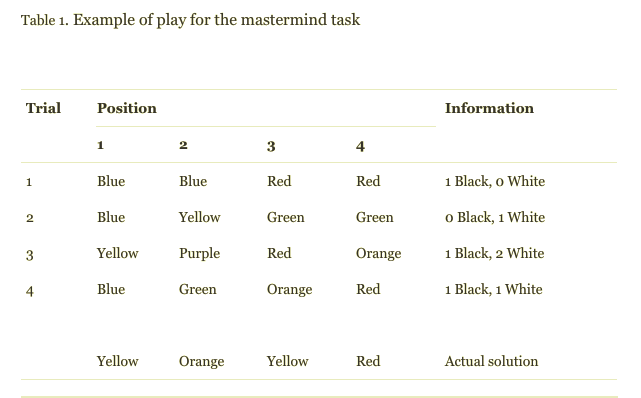 Table 1. Example of play for the mastermind task
Trial Position Information
1 2 3 4
1 Blue Blue Red Red 1 Black, 0 White
2 Blue Yellow Green Green 0 Black, 1 White
3 Yellow Purple Red Orange 1 Black, 2 White
4 Blue Green Orange Red 1 Black, 1 White
Yellow Orange Yellow Red Actual solution